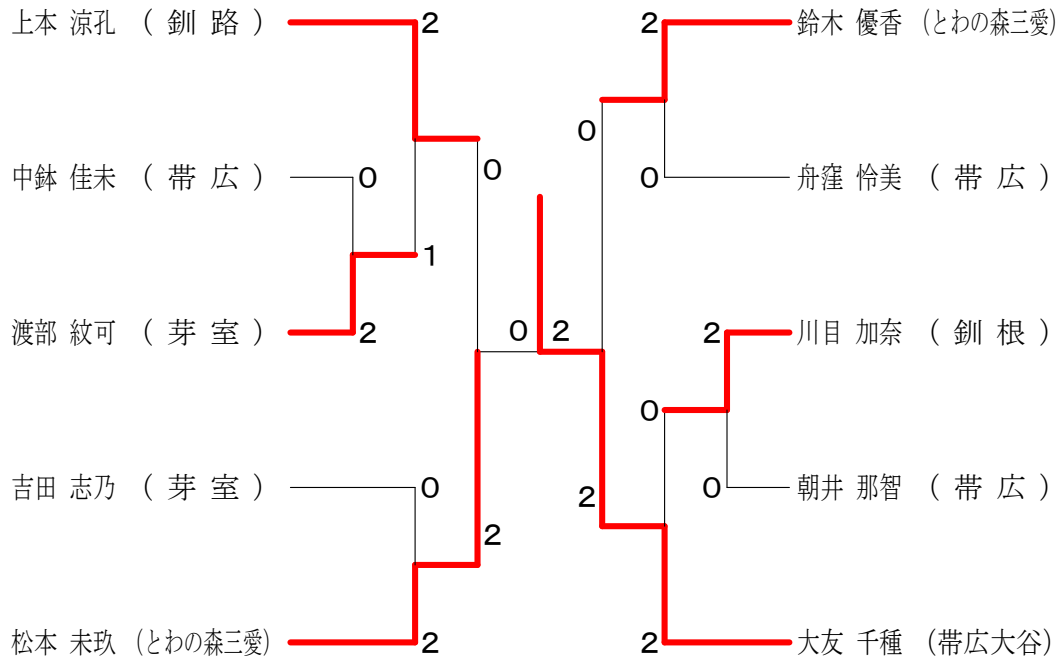 上本 涼孔 (釧路) 2 2 鈴木 優香 (とわの森三愛)
0
中鉢 佳未 (帯広) 0 0 0 舟窪 怜美 (帯広)
1
渡部 紋可 (芽室) 2 0 2 2 川目 加奈 (釧根)
0
吉田 志乃 (芽室) 0 2 0 朝井 那智 (帯広)
2
松本 未玖 (とわの森三愛) 2 2 大友 千種 (帯広大谷)